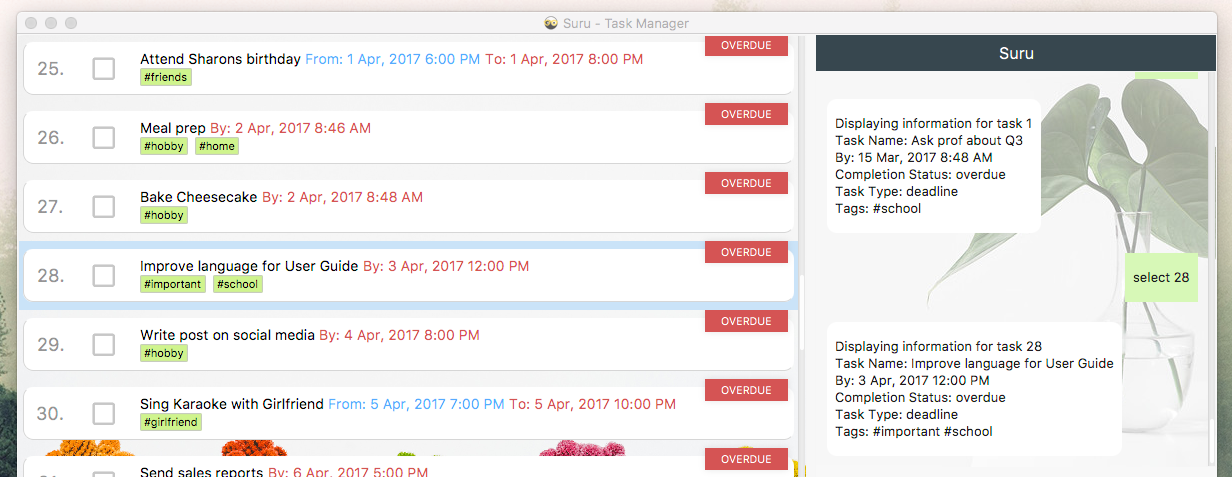 Suru - Task Manager
OVERDUE
25.
Attend Sharons birthday From: 1 Apr, 2017 6:00 PM To: 1 Apr, 2017 8:00 PM
#friends
OVERDUE
26.
Meal prep By: 2 Apr, 2017 8:46 AM
#hobby #home
OVERDUE
27.
Bake Cheesecake By: 2 Apr, 2017 8:48 AM
#hobby
OVERDUE
28.
Improve language for User Guide By: 3 Apr, 2017 12:00 PM
#important #school
OVERDUE
29.
Write post on social media By: 4 Apr, 2017 8:00 PM
#hobby
OVERDUE
30.
Sing Karaoke with Girlfriend From: 5 Apr, 2017 7:00 PM To: 5 Apr, 2017 10:00 PM
#girlfriend
OVERDUE
Send sales reports By: 6 Apr, 2017 5:00 PM
Suru
Displaying information for task 1
Task Name: Ask prof about Q3
By: 15 Mar, 2017 8:48 AM
Completion Status: overdue
Task Type: deadline
Tags: #school
select 28
Displaying information for task 28
Task Name: Improve language for User Guide
By: 3 Apr, 2017 12:00 PM
Completion Status: overdue
Task Type: deadline
Tags: #important #school